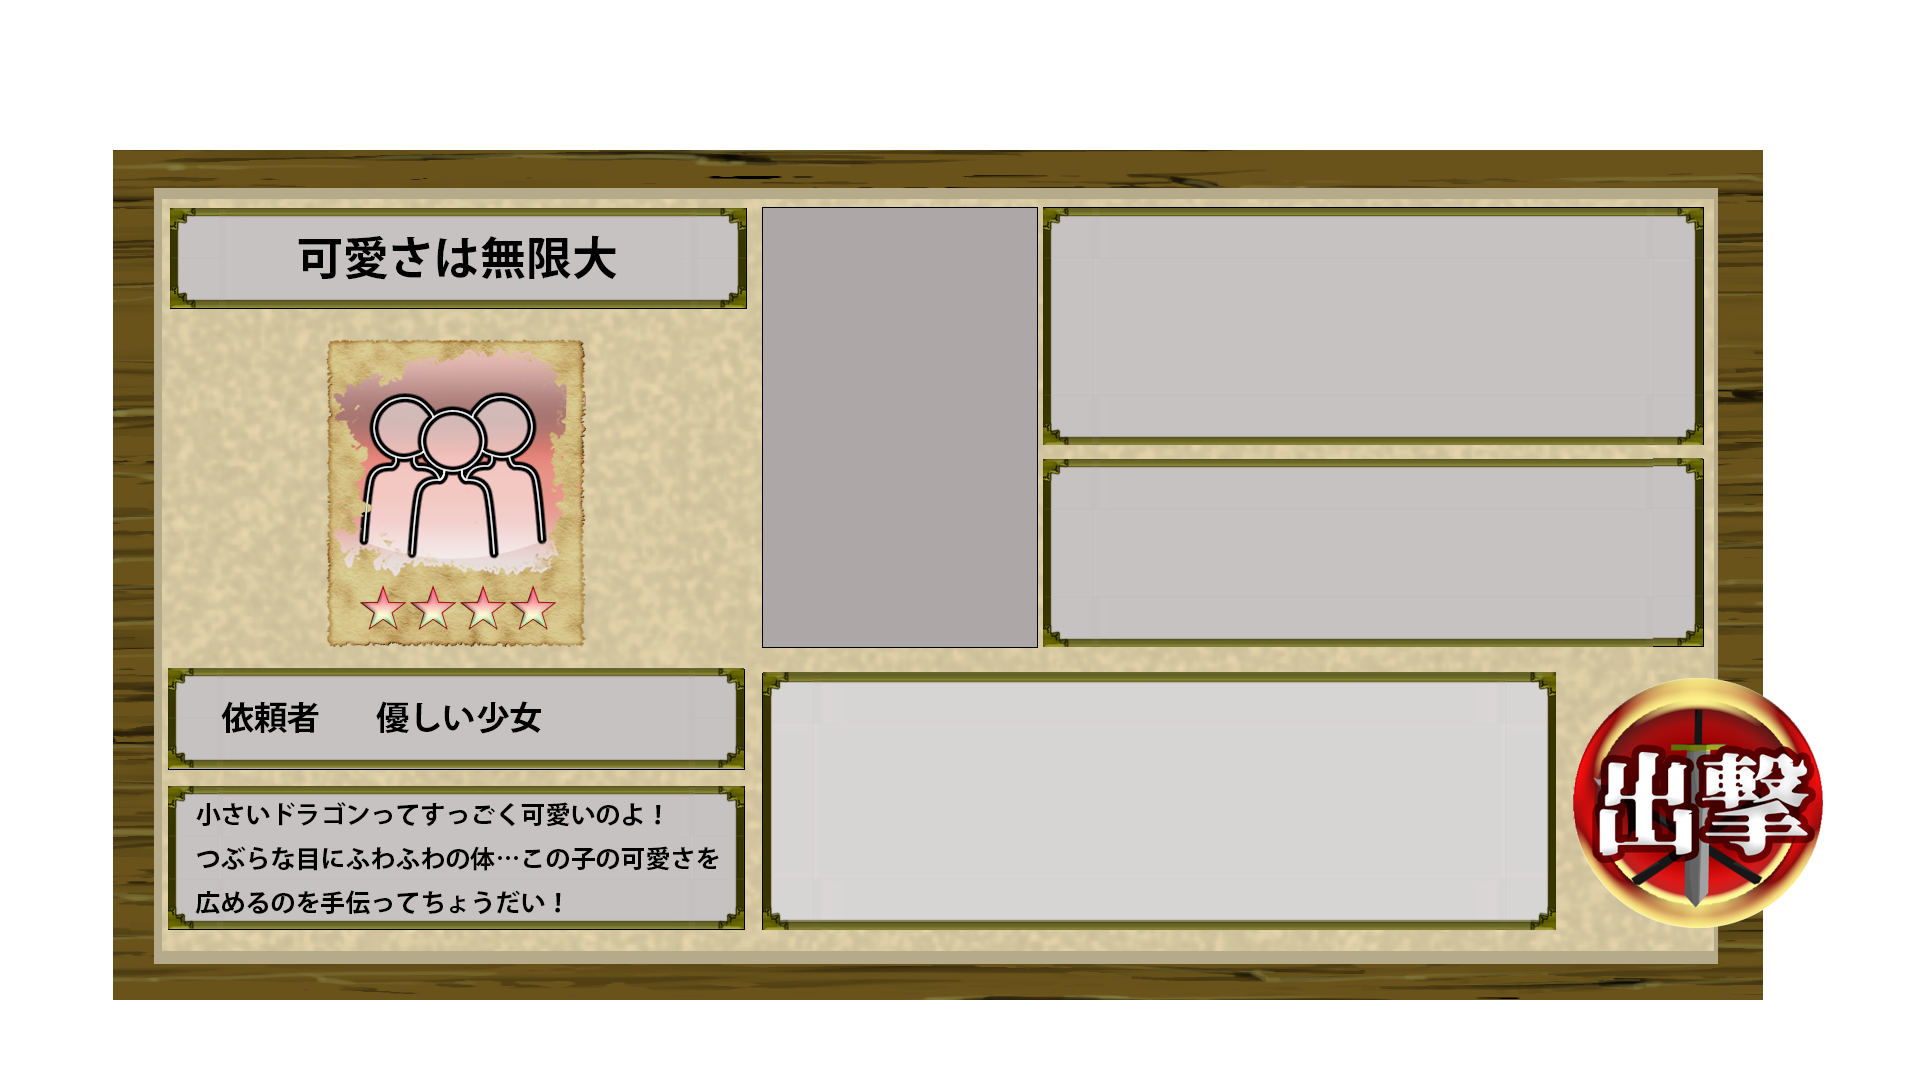 可愛さは無限大
依頼者 優しい少女
小さいドラゴンってすっごく可愛いのよ！
つぶらな目にふわふわの体…この子の可愛さを
広めるのを手伝ってちょうだい！
出撃